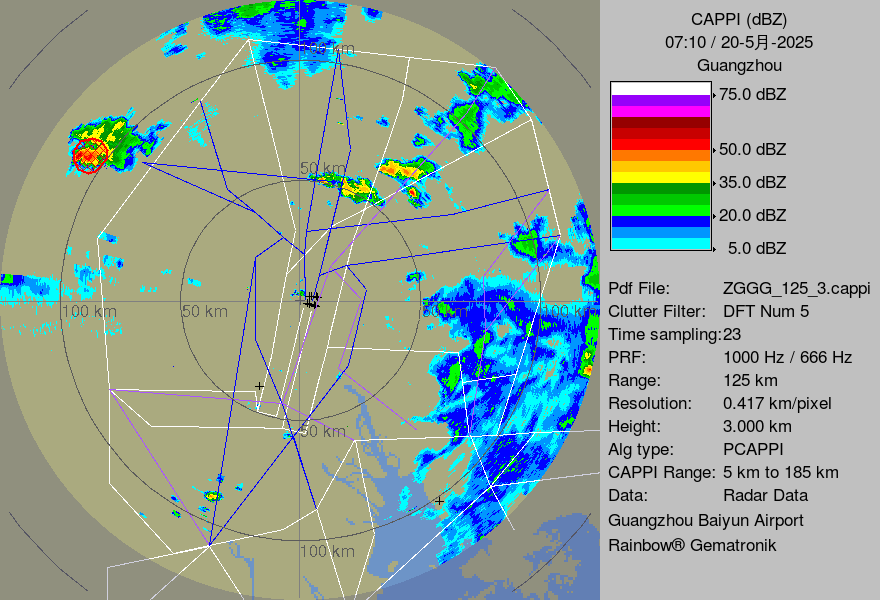 CAPPI (dBZ)
07:10 / 20-5月-2025
Guangzhou
75.0 dBZ
50.0 dBZ
35.0 dBZ
20.0 dBZ
5.0 dBZ
Pdf File: ZGGG_125_3.cappi
Clutter Filter: DFT Num 5
Time sampling:23
PRF: 1000 Hz / 666 Hz
Range: 125 km
Resolution: 0.417 km/pixel
Height: 3.000 km
Alg type: PCAPPI
CAPPI Range: 5 km to 185 km
Data: Radar Data
Guangzhou Baiyun Airport
Rainbow® Gematronik
100 km
50 km
100 km
50 km
50 km
100 km
50 km
100 km